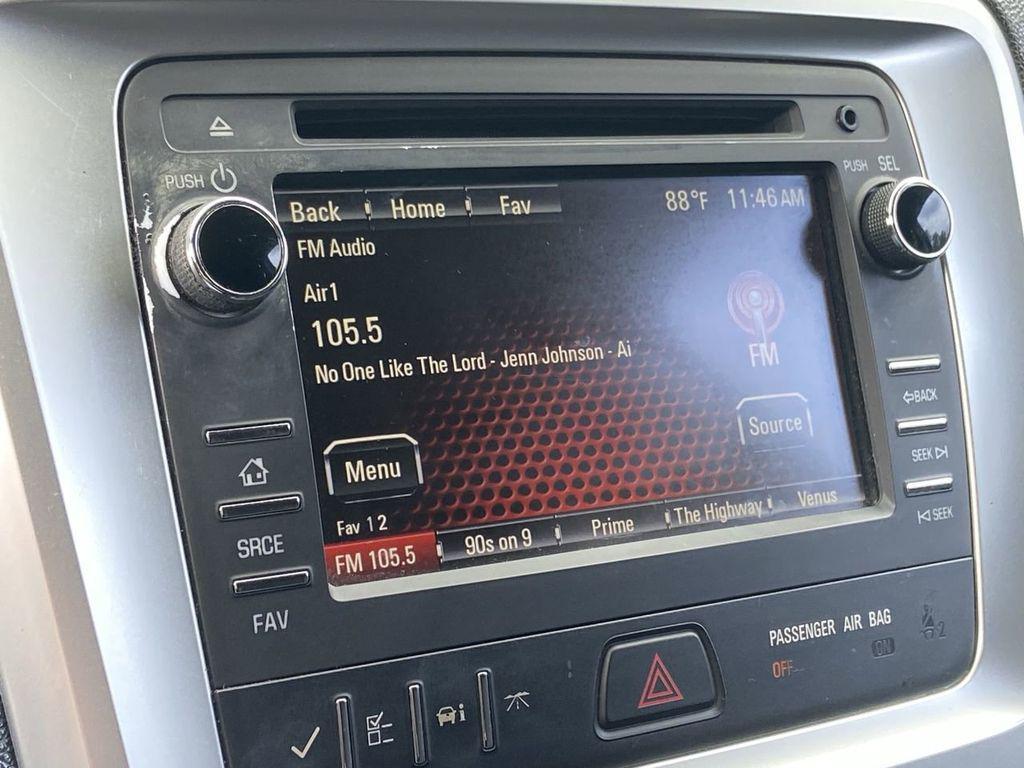 PUSH
PUSH SEL
Back Home Fav 88°F 11:46 AM
FM Audio
Air1
105.5
No One Like The Lord - Jenn Johnson - Ai
FM
Menu Source
Fav 1 2
FM 105.5 90s on 9 Prime The Highway Venus
BACK
SEEK
SEEK
SRCE
FAV
PASSENGER AIR BAG
OFF ON 2